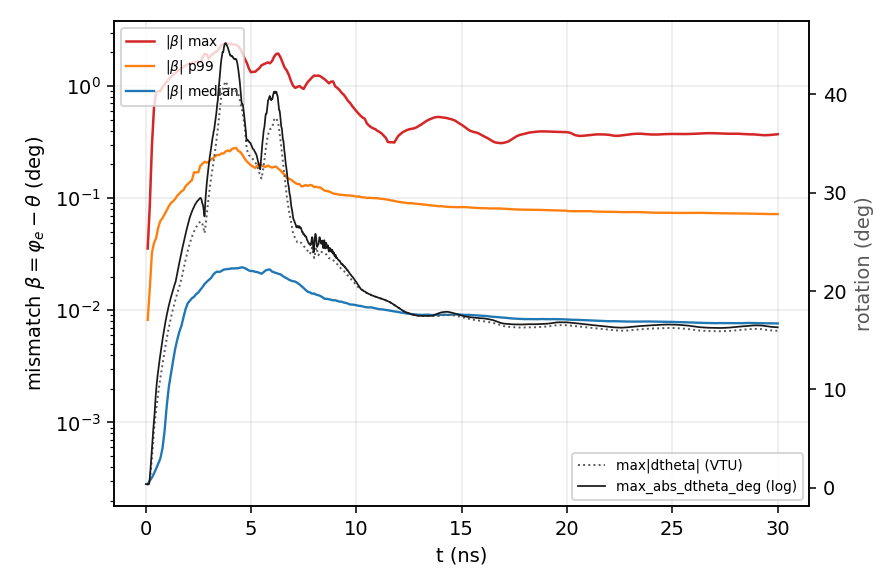 |β| max
|β| p99
|β| median
10⁰
10⁻¹
10⁻²
10⁻³
mismatch β = φₑ − θ (deg)
40
30
20
10
0
rotation (deg)
max|dtheta| (VTU)
max_abs_dtheta_deg (log)
0 5 10 15 20 25 30
t (ns)